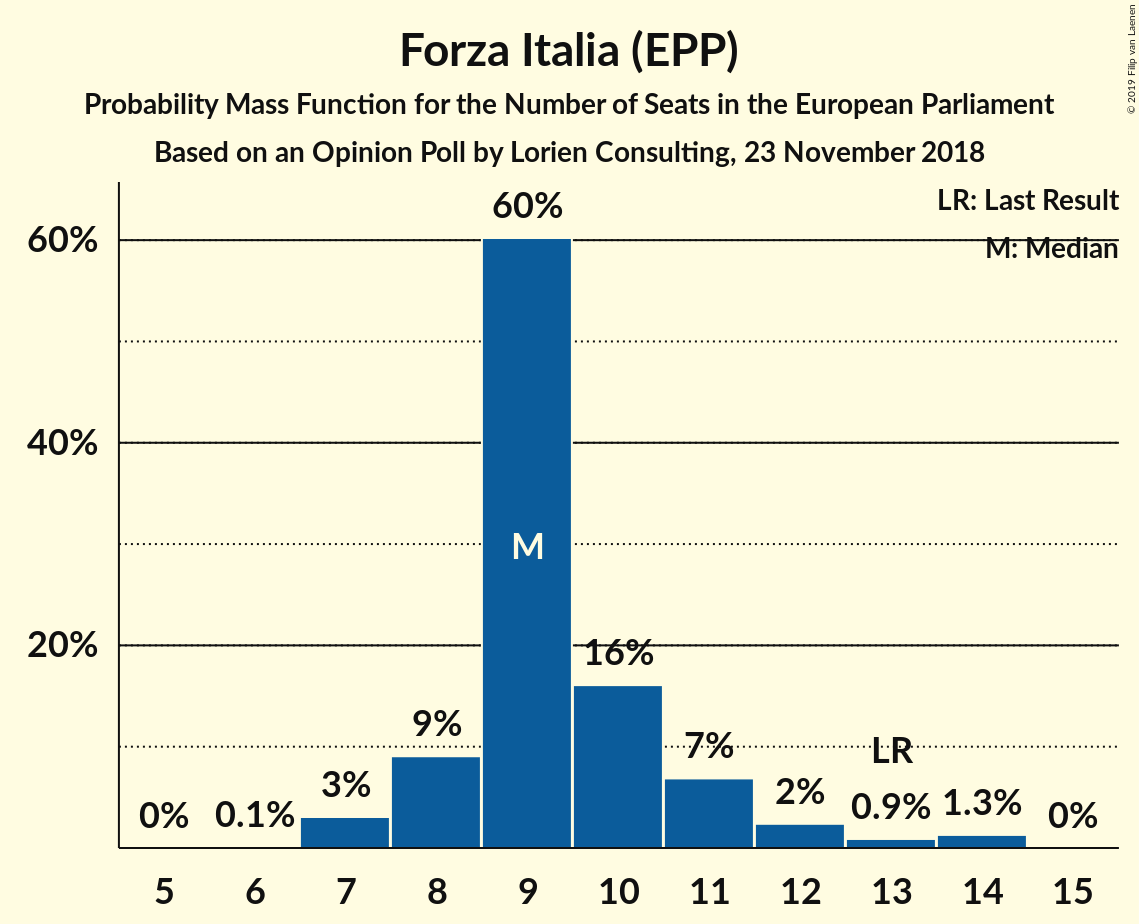 Forza Italia (EPP)
Probability Mass Function for the Number of Seats in the European Parliament
Based on an Opinion Poll by Lorien Consulting, 23 November 2018
© 2019 Filip van Laenen
LR: Last Result
M: Median
60%
40%
20%
0%
0.1%
3%
9%
60%
M
16%
7%
2%
LR
0.9%
1.3%
0%
5 6 7 8 9 10 11 12 13 14 15